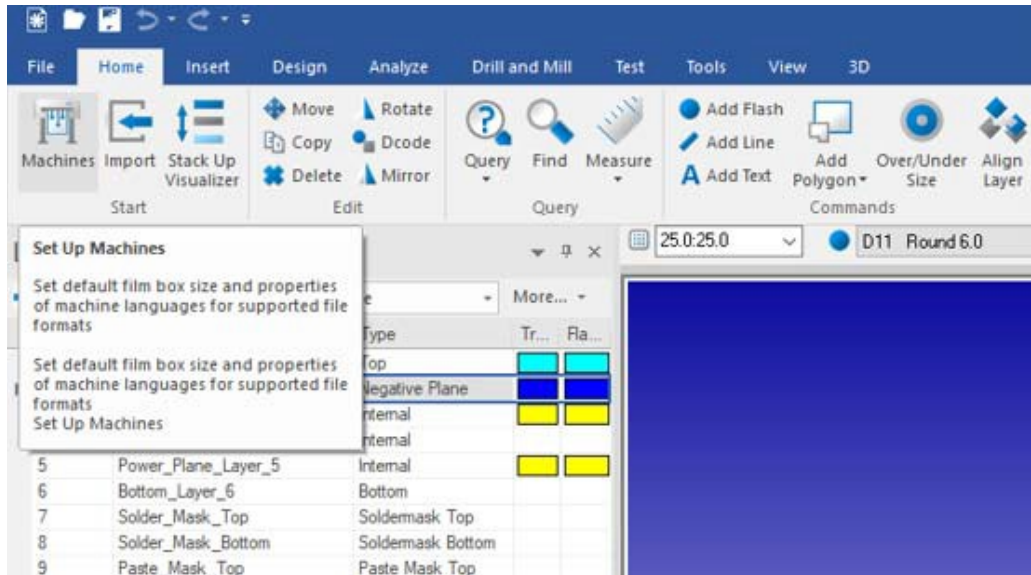 File Home Insert Design Analyze Drill and Mill Test Tools View 3D
Machines Import Stack Up Visualizer
Start
Move Rotate
Copy Dcode
Delete Mirror
Edit
Query Find Measure
Query
Add Flash
Add Line
Add Text
Add Polygon Over/Under Size Align Layer
Commands
Set Up Machines
Set default film box size and properties
of machine languages for supported file
formats
Set default film box size and properties
of machine languages for supported file
formats
Set Up Machines
25.0:25.0 D11 Round 6.0
More...
Type Tr... Fla...
Top
Negative Plane
Internal
Internal
5 Power_Plane_Layer_5 Internal
6 Bottom_Layer_6 Bottom
7 Solder_Mask_Top Soldermask Top
8 Solder_Mask_Bottom Soldermask Bottom
9 Paste_Mask_Top Paste Mask Top